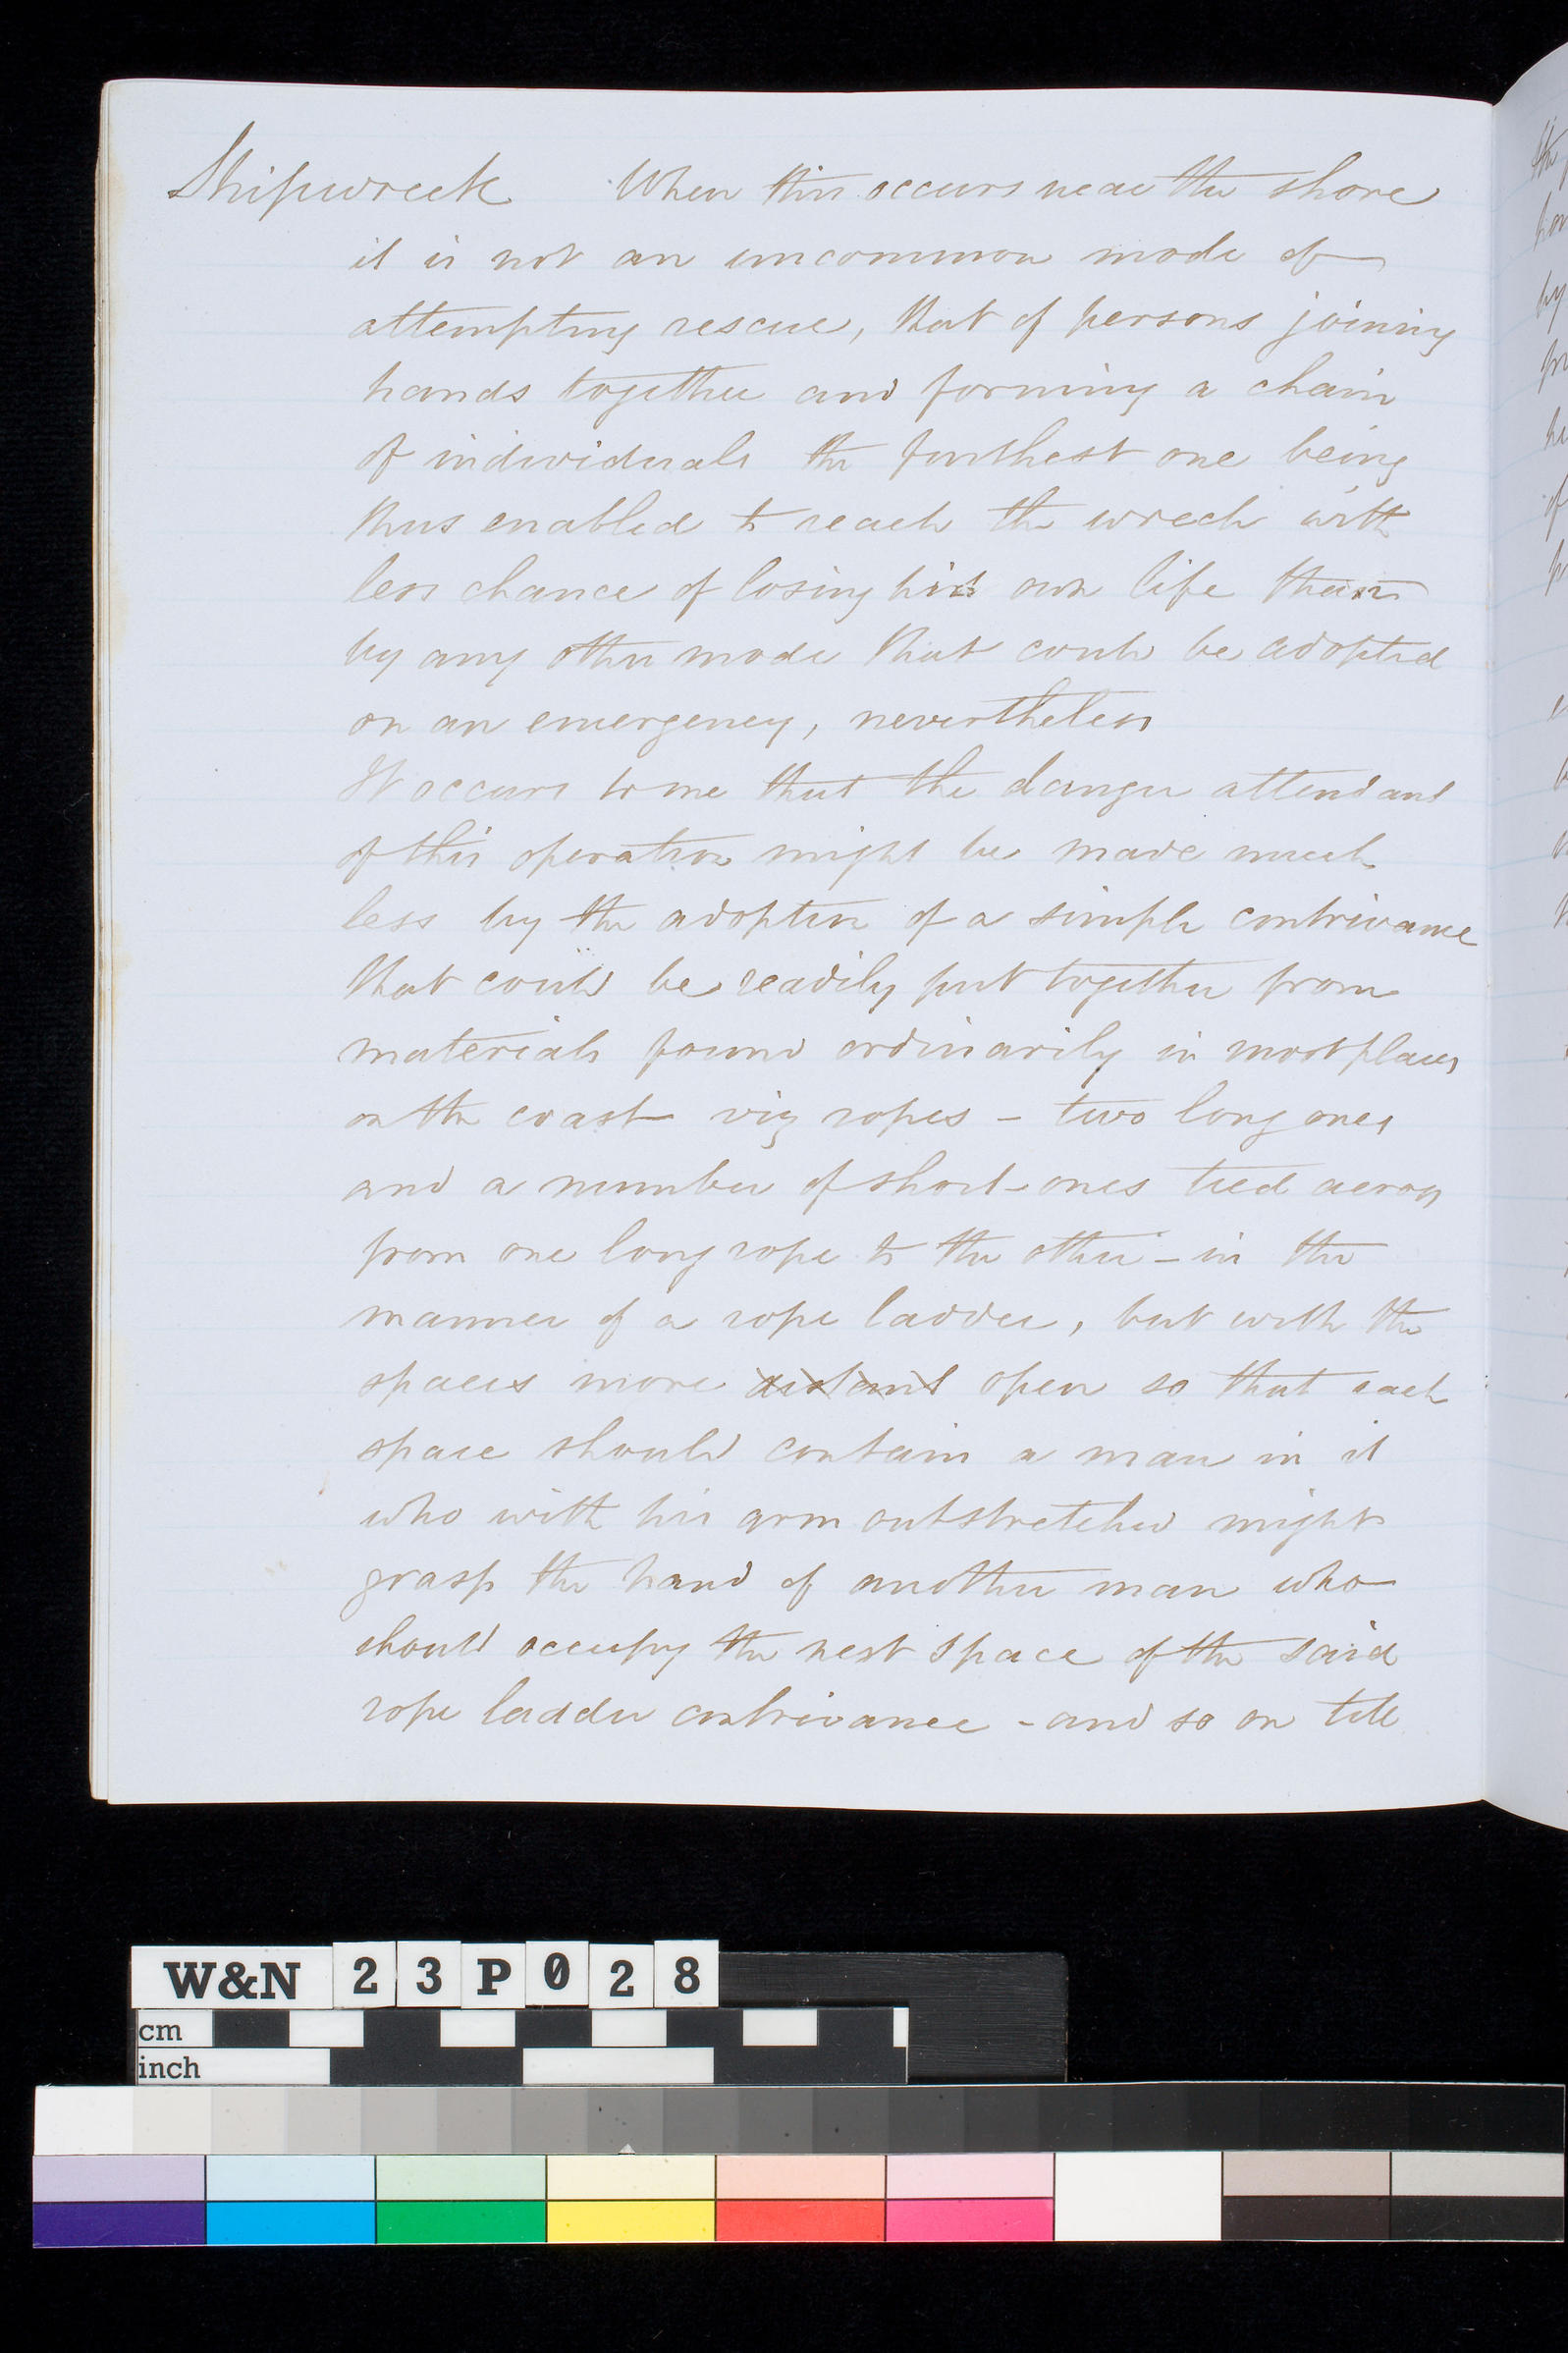 Shipwreck When this occurs near the shore
it is not an uncommon mode of
attempting rescue, that of persons joining
hands together and forming a chain
of individuals the furthest one being
thus enabled to reach the wreck with
less chance of losing his own life than
by any other mode that could be adopted
on an emergency, nevertheless
It occurs to me that the danger attendant
of this operation might be made much
less by the adoption of a simple contrivance
that could be readily put together from
materials found ordinarily in most places
on the coast viz ropes - two long ones
and a number of short ones tied across
from one long rope to the other - in the
manner of a rope ladder, but with the
spaces more distant open so that each
space should contain a man in it
who with his arm outstretched might
grasp the hand of another man who
should occupy the next space of the said
rope ladder contrivance - and so on till
W&N 23P028
cm
inch